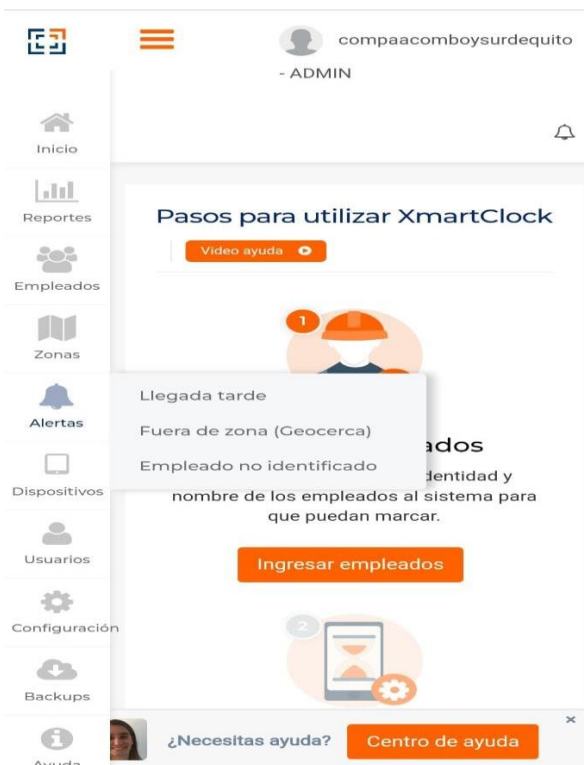 compaacomboysurdequito
- ADMIN
Inicio
Reportes
Empleados
Zonas
Alertas
Dispositivos
Usuarios
Configuración
Backups
Ayuda
Pasos para utilizar XmartClock
Video ayuda
1
Llegada tarde
Fuera de zona (Geocerca)
Empleado no identificado
ados
dentidad y
nombre de los empleados al sistema para
que puedan marcar.
Ingresar empleados
2
¿Necesitas ayuda?
Centro de ayuda